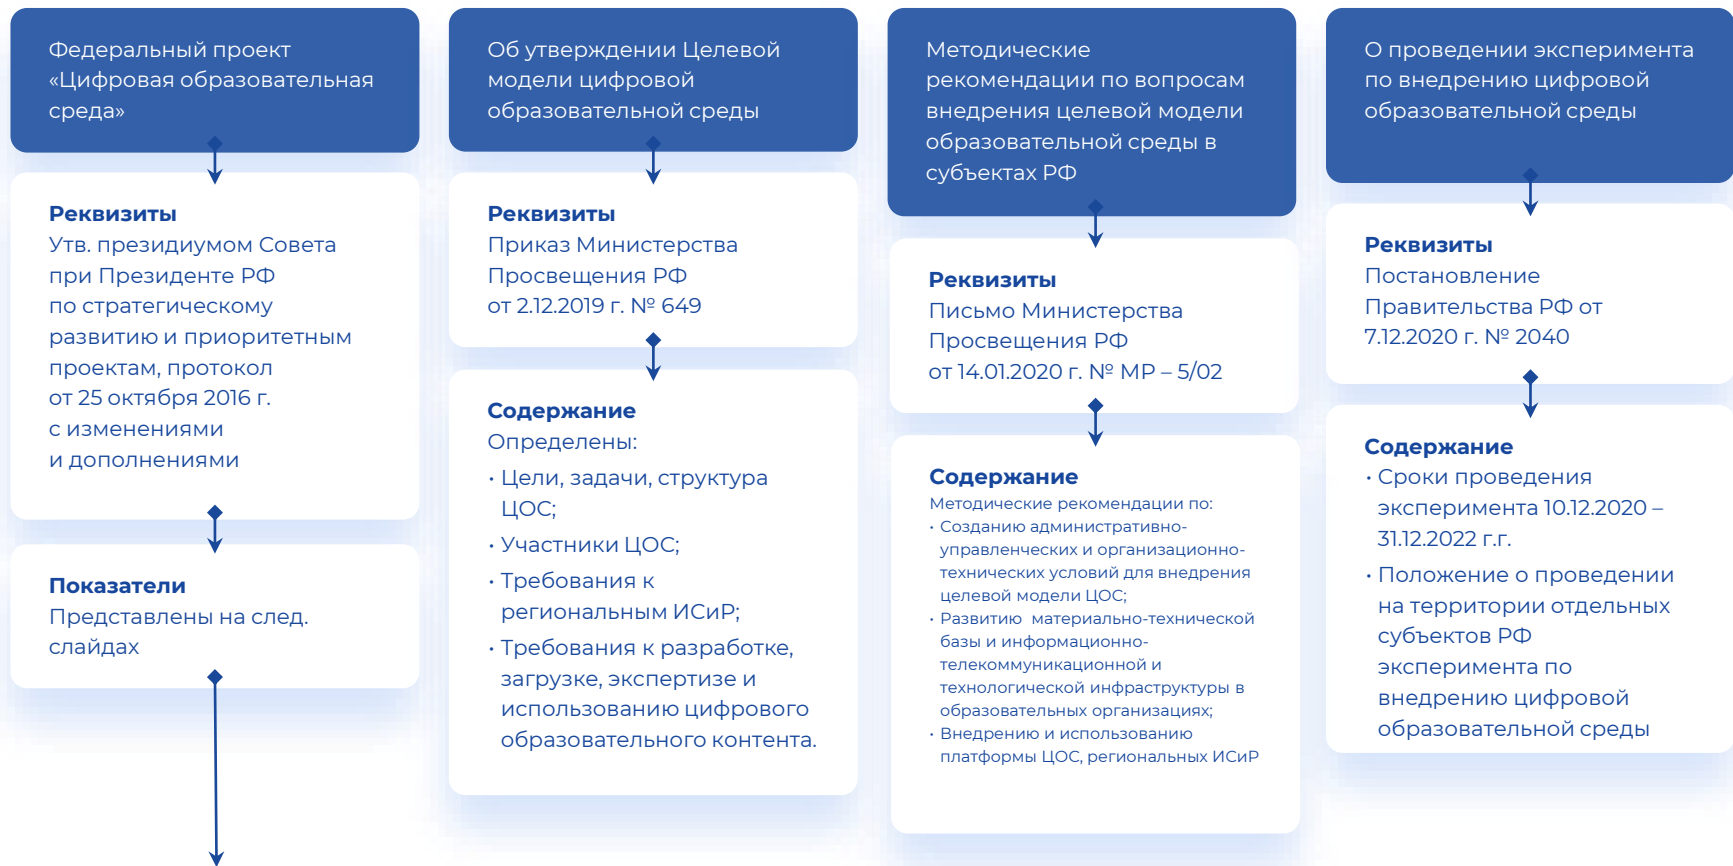 Федеральный проект
«Цифровая образовательная
среда»
Реквизиты
Утв. президиумом Совета
при Президенте РФ
по стратегическому
развитию и приоритетным
проектам, протокол
от 25 октября 2016 г.
с изменениями
и дополнениями
Показатели
Представлены на след.
слайдах
Об утверждении Целевой
модели цифровой
образовательной среды
Реквизиты
Приказ Министерства
Просвещения РФ
от 2.12.2019 г. № 649
Содержание
Определены:
• Цели, задачи, структура
ЦОС;
• Участники ЦОС;
• Требования к
региональным ИСиР;
• Требования к разработке,
загрузке, экспертизе и
использованию цифрового
образовательного контента.
Методические
рекомендации по вопросам
внедрения целевой модели
образовательной среды в
субъектах РФ
Реквизиты
Письмо Министерства
Просвещения РФ
от 14.01.2020 г. № МР – 5/02
Содержание
Методические рекомендации по:
• Созданию административно-
управленческих и организационно-
технических условий для внедрения
целевой модели ЦОС;
• Развитию материально-технической
базы и информационно-
телекоммуникационной и
технологической инфраструктуры в
образовательных организациях;
• Внедрению и использованию
платформы ЦОС, региональных ИСиР
О проведении эксперимента
по внедрению цифровой
образовательной среды
Реквизиты
Постановление
Правительства РФ от
7.12.2020 г. № 2040
Содержание
• Сроки проведения
эксперимента 10.12.2020 –
31.12.2022 г.г.
• Положение о проведении
на территории отдельных
субъектов РФ
эксперимента по
внедрению цифровой
образовательной среды